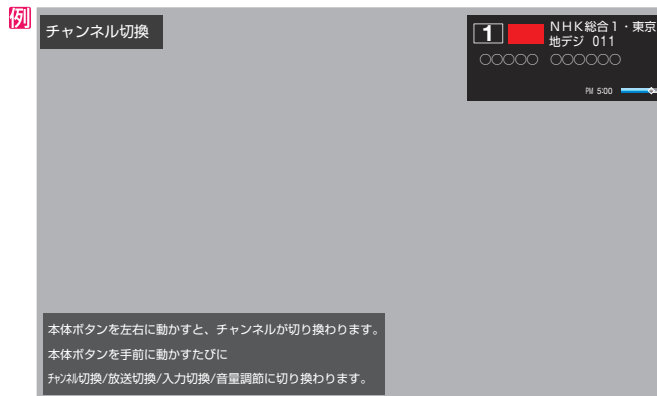 例
チャンネル切換
1 NHK総合1・東京
地デジ 011
○○○○○ ○○○○○○
PM 5:00
本体ボタンを左右に動かすと、チャンネルが切り換わります。
本体ボタンを手前に動かすたびに
ﾁｬﾝﾈﾙ切換/放送切換/入力切換/音量調節に切り換わります。